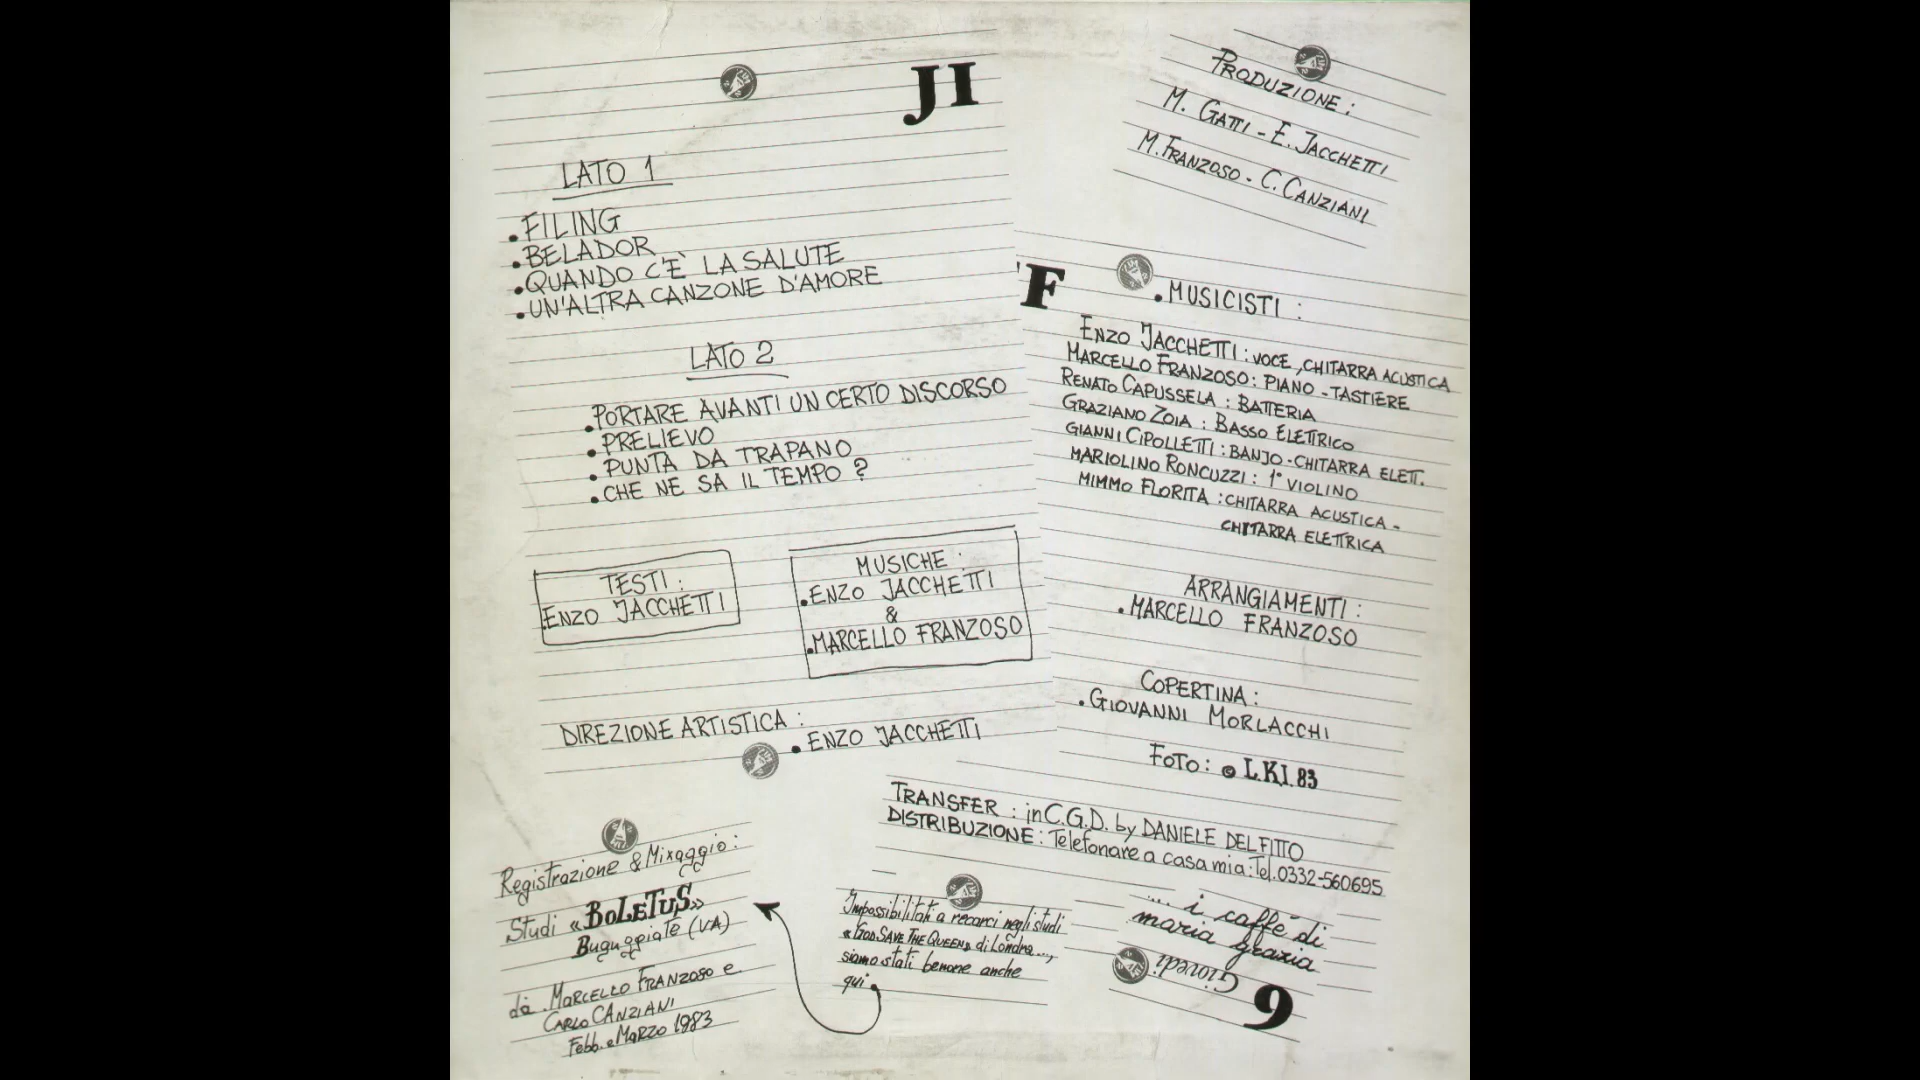 JI
LATO 1
.FILING
.BELADOR
.QUANDO C'È LA SALUTE
.UN'ALTRA CANZONE D'AMORE
LATO 2
.PORTARE AVANTI UN CERTO DISCORSO
.PRELIEVO
.PUNTA DA TRAPANO
.CHE NE SA IL TEMPO ?
TESTI :
.ENZO JACCHETTI
MUSICHE :
.ENZO JACCHETTI
&
.MARCELLO FRANZOSO
DIREZIONE ARTISTICA :
. ENZO JACCHETTI
Registrazione & Mixaggio :
Studi «BOLETUS»
Buguggiate (VA)
da . MARCELLO FRANZOSO e
CARLO CANZIANI
Febb. e MARZO 1983
PRODUZIONE :
M. GATTI - E. JACCHETTI
M. FRANZOSO - C. CANZIANI
F
. MUSICISTI :
ENZO JACCHETTI : VOCE , CHITARRA ACUSTICA
MARCELLO FRANZOSO : PIANO - TASTIERE
RENATO CAPUSSELA : BATTERIA
GRAZIANO ZOIA : BASSO ELETTRICO
GIANNI CIPOLLETTI : BANJO - CHITARRA ELETT.
MARIOLINO RONCUZZI : 1° VIOLINO
MIMMO FLORITA : CHITARRA ACUSTICA -
CHITARRA ELETTRICA
ARRANGIAMENTI :
. MARCELLO FRANZOSO
COPERTINA :
. GIOVANNI MORLACCHI
FOTO : © L.K.I. 83
TRANSFER : in C.G.D. by DANIELE DELFITTO
DISTRIBUZIONE : Telefonare a casa mia : Tel. 0332-560695
Impossibilitati a recarci negli studi
«GOD SAVE THE QUEEN» di Londra...,
siamo stati benone anche
qui .
... i caffé di
maria grazia
Giovedì
6